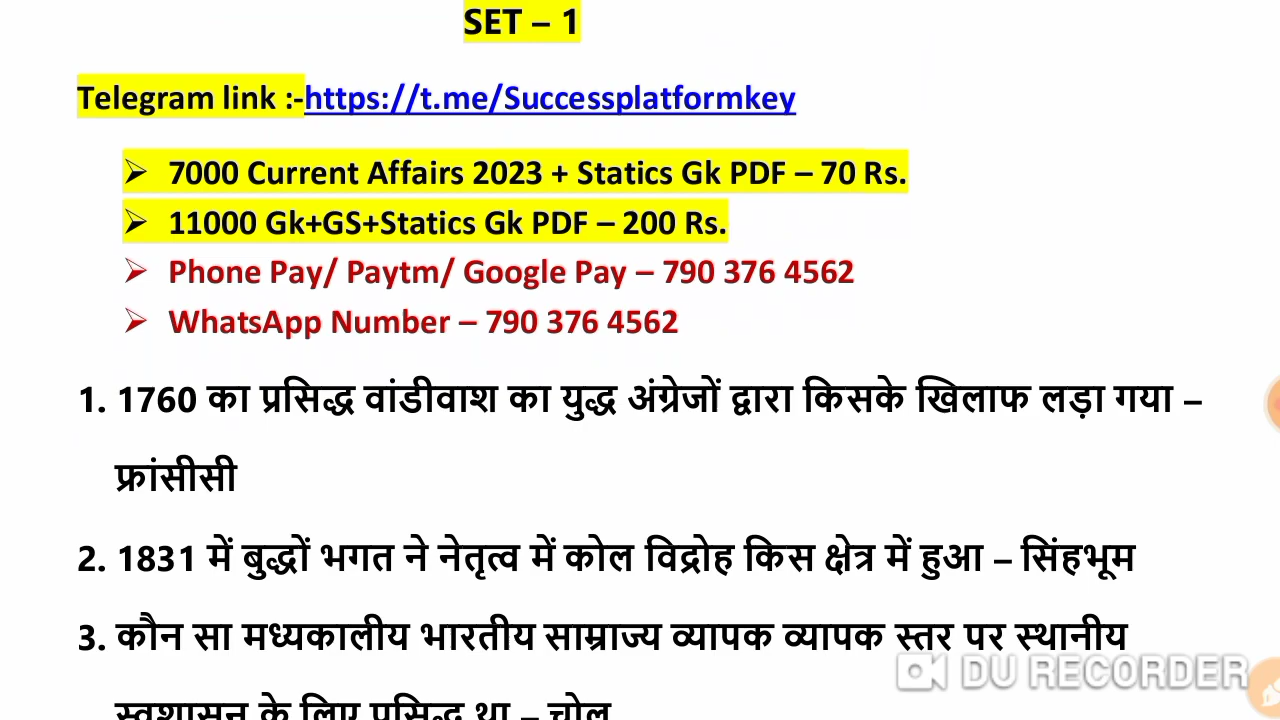 SET – 1
Telegram link :-https://t.me/Successplatformkey
➢ 7000 Current Affairs 2023 + Statics Gk PDF – 70 Rs.
➢ 11000 Gk+GS+Statics Gk PDF – 200 Rs.
➢ Phone Pay/ Paytm/ Google Pay – 790 376 4562
➢ WhatsApp Number – 790 376 4562
1. 1760 का प्रसिद्ध वांडीवाश का युद्ध अंग्रेजों द्वारा किसके खिलाफ लड़ा गया –
फ्रांसीसी
2. 1831 में बुद्धों भगत ने नेतृत्व में कोल विद्रोह किस क्षेत्र में हुआ – सिंहभूम
3. कौन सा मध्यकालीय भारतीय साम्राज्य व्यापक व्यापक स्तर पर स्थानीय
स्वशासन के लिए प्रसिद्ध था – चोल
DU RECORDER